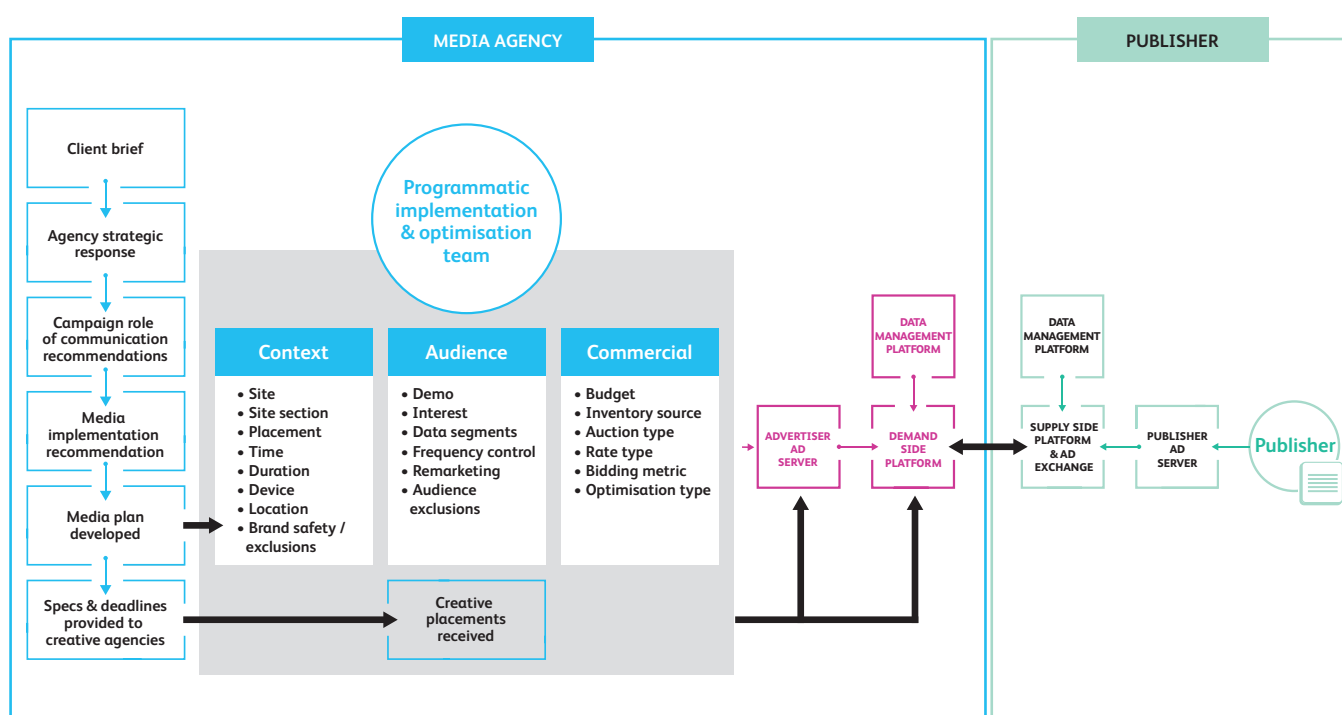 MEDIA AGENCY
PUBLISHER
Client brief
Agency strategic
response
Campaign role
of communication
recommendations
Media
implementation
recommendation
Media plan
developed
Specs & deadlines
provided to
creative agencies
Programmatic
implementation
& optimisation
team
Context
• Site
• Site section
• Placement
• Time
• Duration
• Device
• Location
• Brand safety /
exclusions
Audience
• Demo
• Interest
• Data segments
• Frequency control
• Remarketing
• Audience
exclusions
Commercial
• Budget
• Inventory source
• Auction type
• Rate type
• Bidding metric
• Optimisation type
Creative
placements
received
DATA
MANAGEMENT
PLATFORM
ADVERTISER
AD
SERVER
DEMAND
SIDE
PLATFORM
DATA
MANAGEMENT
PLATFORM
SUPPLY SIDE
PLATFORM
& AD
EXCHANGE
PUBLISHER
AD
SERVER
Publisher